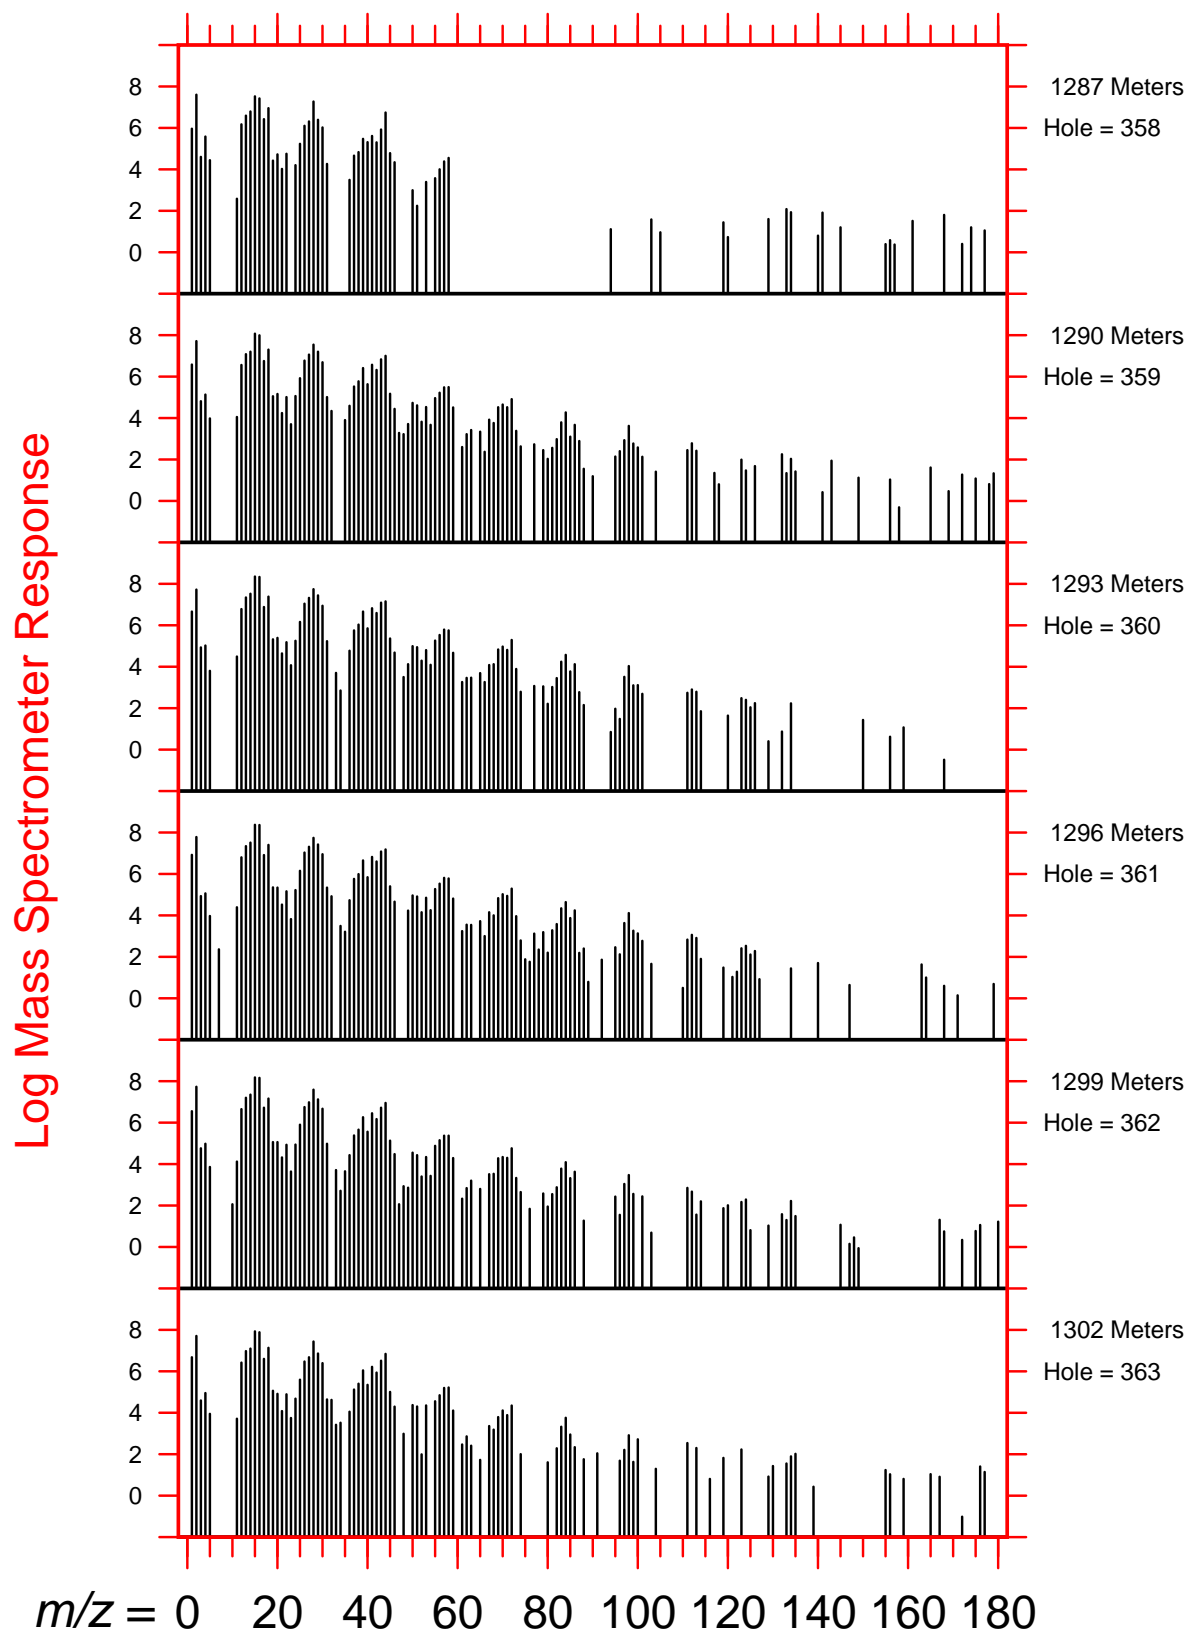 8
6
4
2
0
1287 Meters
Hole = 358
8
6
4
2
0
1290 Meters
Hole = 359
8
6
4
2
0
1293 Meters
Hole = 360
8
6
4
2
0
1296 Meters
Hole = 361
8
6
4
2
0
1299 Meters
Hole = 362
8
6
4
2
0
1302 Meters
Hole = 363
Log Mass Spectrometer Response
m/z = 0 20 40 60 80 100 120 140 160 180